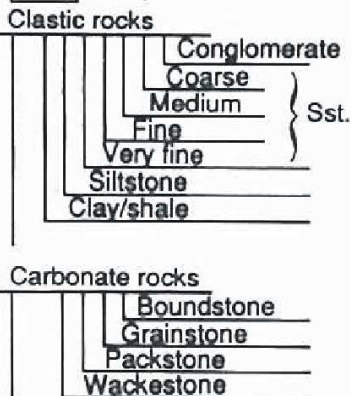 Clastic rocks
Conglomerate
Coarse
Medium
Sst.
Fine
Very fine
Siltstone
Clay/shale
Carbonate rocks
Boundstone
Grainstone
Packstone
Wackestone